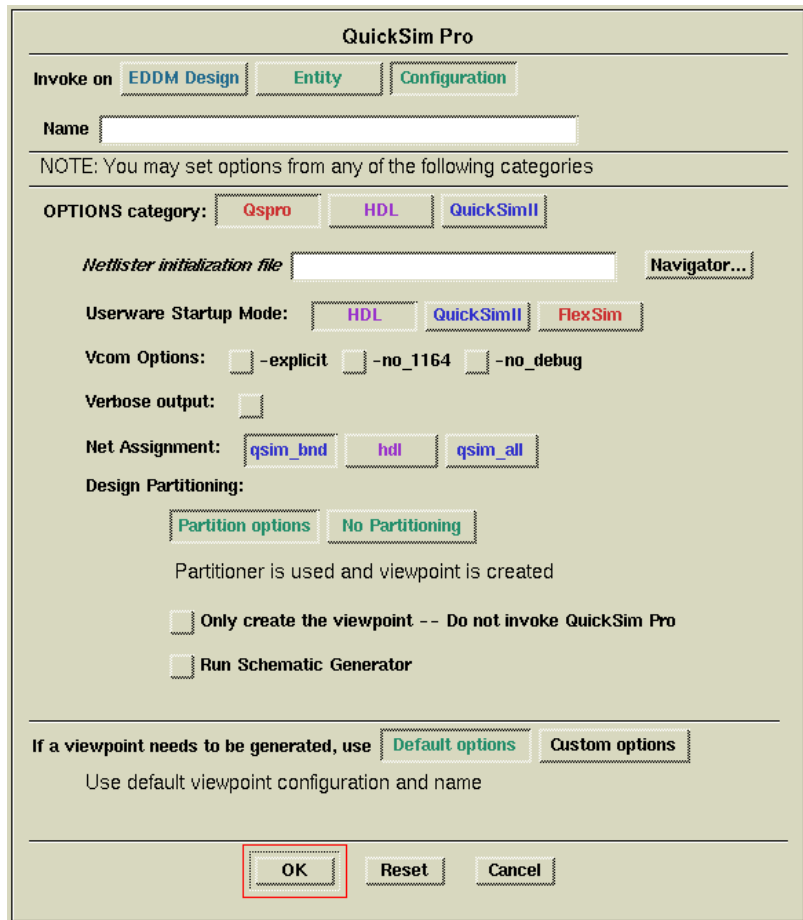 QuickSim Pro
Invoke on EDDM Design Entity Configuration
Name
NOTE: You may set options from any of the following categories
OPTIONS category: Qspro HDL QuickSimII
Netlister initialization file Navigator...
Userware Startup Mode: HDL QuickSimII FlexSim
Vcom Options: -explicit -no_1164 -no_debug
Verbose output:
Net Assignment: qsim_bnd hdl qsim_all
Design Partitioning:
Partition options No Partitioning
Partitioner is used and viewpoint is created
Only create the viewpoint -- Do not invoke QuickSim Pro
Run Schematic Generator
If a viewpoint needs to be generated, use Default options Custom options
Use default viewpoint configuration and name
OK Reset Cancel